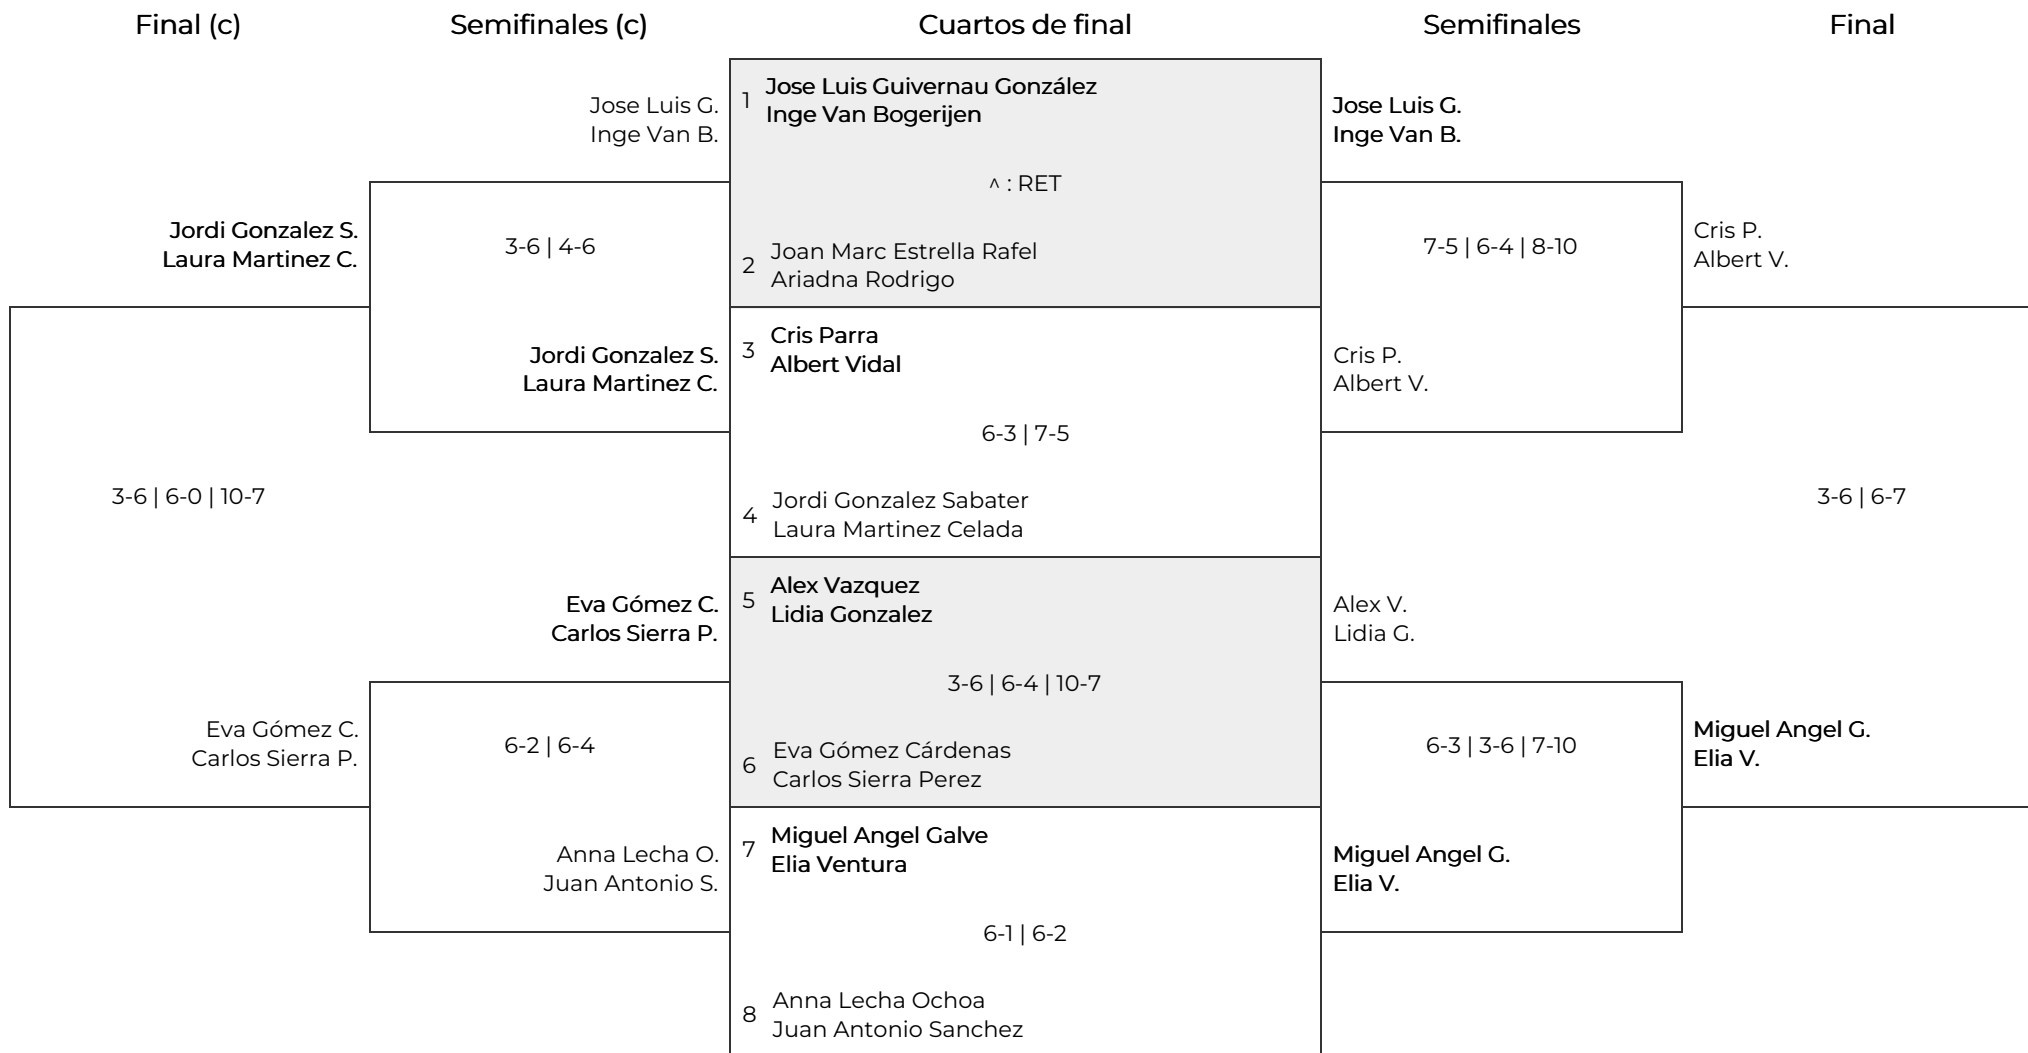 Final (c)
Semifinales (c)
Cuartos de final
Semifinales
Final
Jordi Gonzalez S.
Laura Martinez C.
3-6 | 6-0 | 10-7
Eva Gómez C.
Carlos Sierra P.
Jose Luis G.
Inge Van B.
3-6 | 4-6
Jordi Gonzalez S.
Laura Martinez C.
Eva Gómez C.
Carlos Sierra P.
6-2 | 6-4
Anna Lecha O.
Juan Antonio S.
1
Jose Luis Guivernau González
Inge Van Bogerijen
^ : RET
2
Joan Marc Estrella Rafel
Ariadna Rodrigo
3
Cris Parra
Albert Vidal
6-3 | 7-5
4
Jordi Gonzalez Sabater
Laura Martinez Celada
5
Alex Vazquez
Lidia Gonzalez
3-6 | 6-4 | 10-7
6
Eva Gómez Cárdenas
Carlos Sierra Perez
7
Miguel Angel Galve
Elia Ventura
6-1 | 6-2
8
Anna Lecha Ochoa
Juan Antonio Sanchez
Jose Luis G.
Inge Van B.
7-5 | 6-4 | 8-10
Cris P.
Albert V.
Alex V.
Lidia G.
6-3 | 3-6 | 7-10
Miguel Angel G.
Elia V.
Cris P.
Albert V.
3-6 | 6-7
Miguel Angel G.
Elia V.